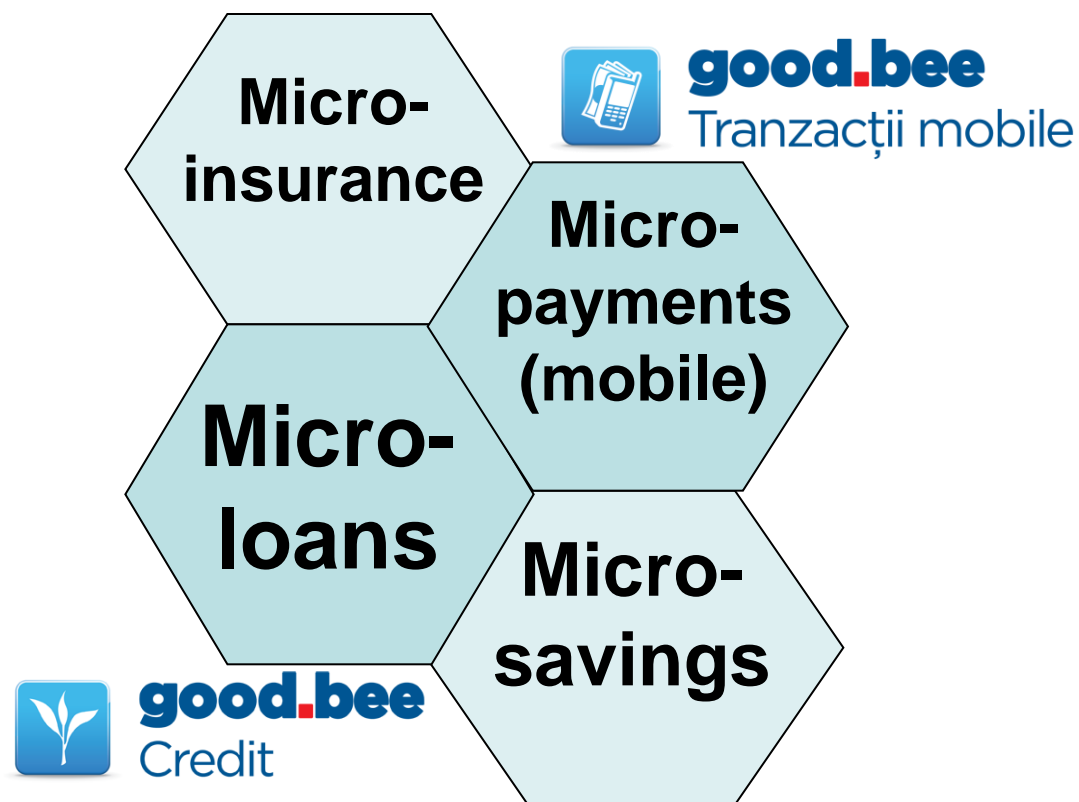 Micro-
insurance
good.bee
Tranzacții mobile
Micro-
payments
(mobile)
Micro-
loans
Micro-
savings
good.bee
Credit